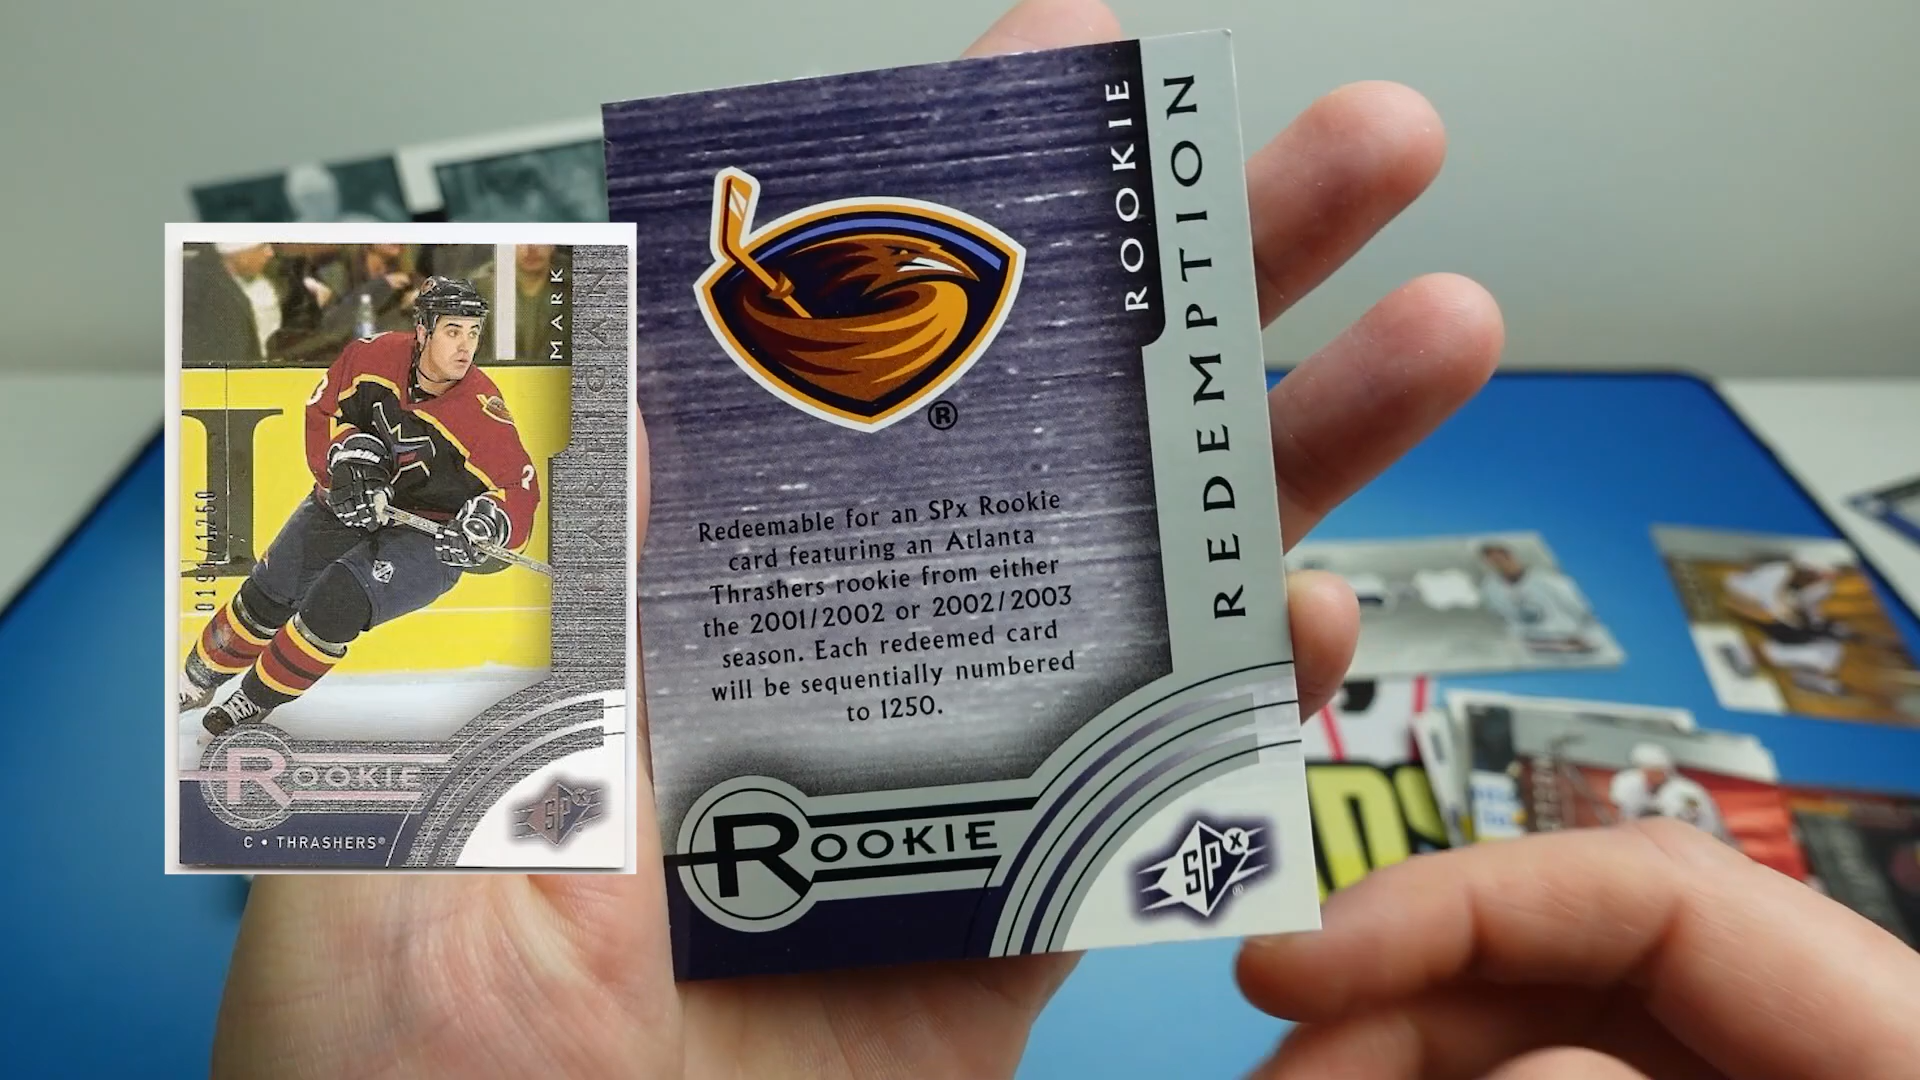 MARK
HARTIGAN
ROOKIE
C • THRASHERS®
SPx
ROOKIE
REDEMPTION
®
Redeemable for an SPx Rookie
card featuring an Atlanta
Thrashers rookie from either
the 2001/2002 or 2002/2003
season. Each redeemed card
will be sequentially numbered
to 1250.
ROOKIE
SPx®